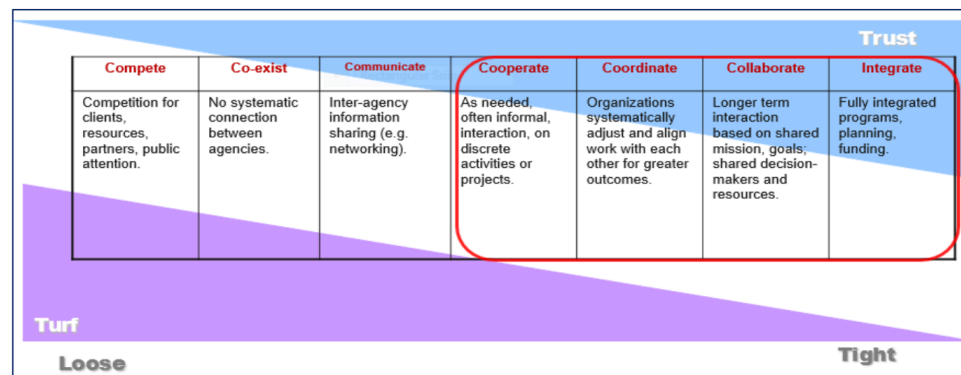 Trust
Compete
Co-exist
Communicate
Cooperate
Coordinate
Collaborate
Integrate
Competition for
clients,
resources,
partners, public
attention.
No systematic
connection
between
agencies.
Inter-agency
information
sharing (e.g.
networking).
As needed,
often informal,
interaction, on
discrete
activities or
projects.
Organizations
systematically
adjust and align
work with each
other for greater
outcomes.
Longer term
interaction
based on shared
mission, goals;
shared decision-
makers and
resources.
Fully integrated
programs,
planning,
funding.
Turf
Loose
Tight